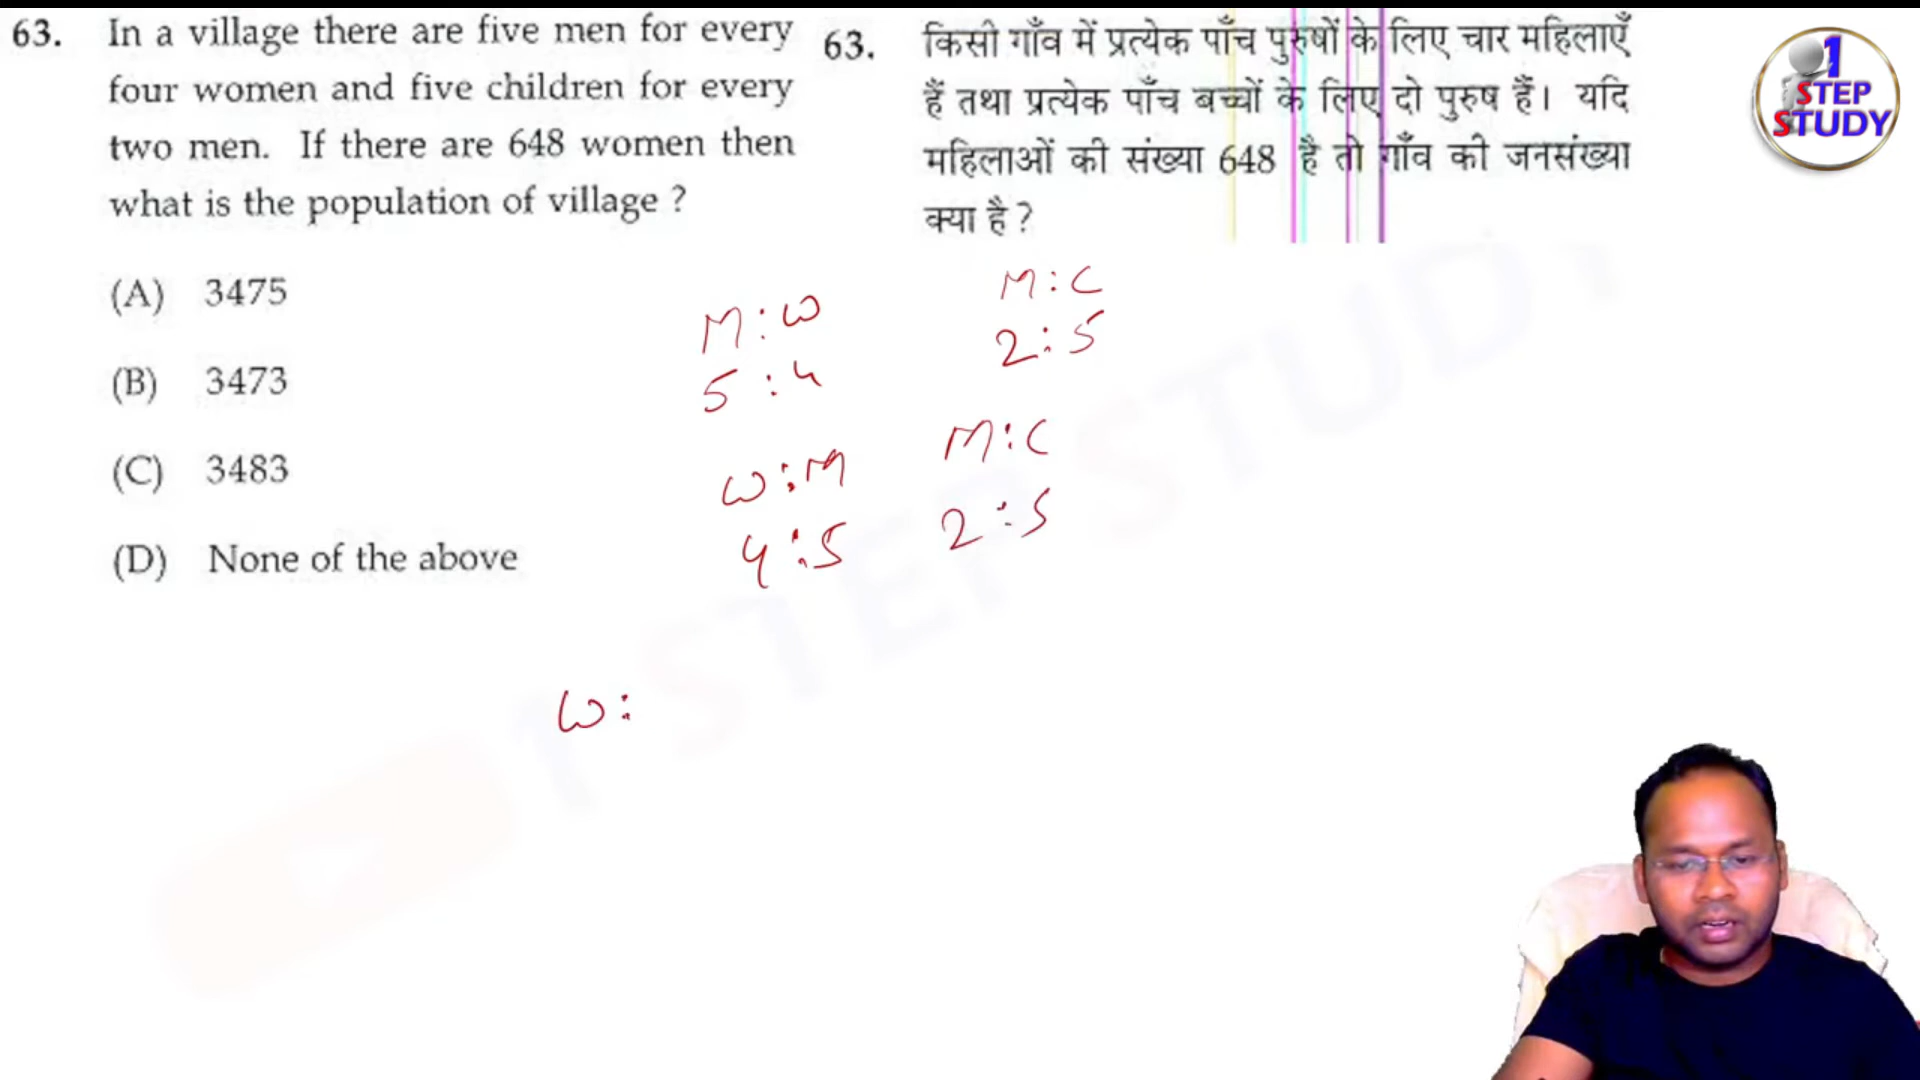 63. In a village there are five men for every
four women and five children for every
two men. If there are 648 women then
what is the population of village ?
(A) 3475
(B) 3473
(C) 3483
(D) None of the above
63. किसी गाँव में प्रत्येक पाँच पुरुषों के लिए चार महिलाएँ
हैं तथा प्रत्येक पाँच बच्चों के लिए दो पुरुष हैं। यदि
महिलाओं की संख्या 648 है तो गाँव की जनसंख्या
क्या है ?
M : W
5 : 4
M : C
2 : 5
W : M
4 : 5
M : C
2 : 5
W :
1
STEP
STUDY
1 STEP STUDY